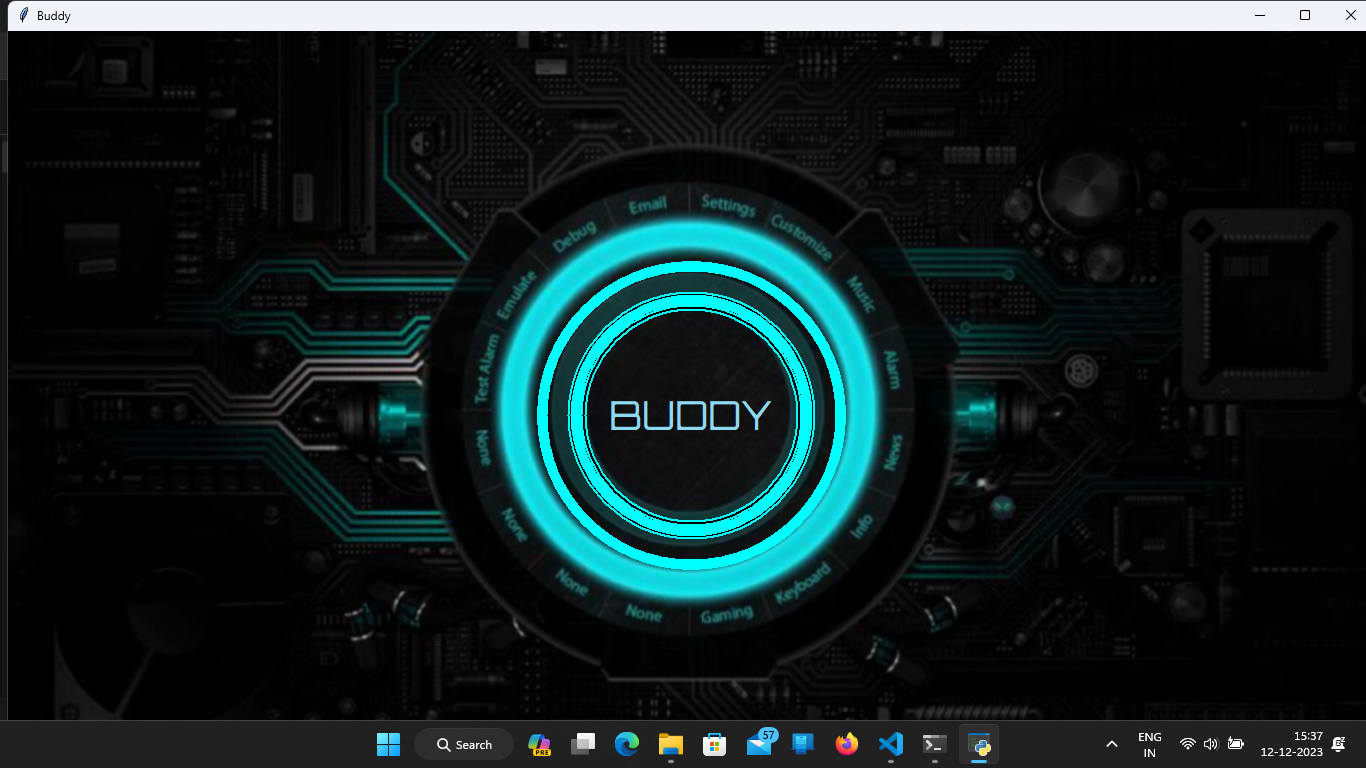 Buddy
Email
Settings
Debug
Customize
Emulate
Music
Test Alarm
Alarm
None
News
None
Info
None
Keyboard
None
Gaming
BUDDY
Search
PRE
57
ENG
IN
15:37
12-12-2023